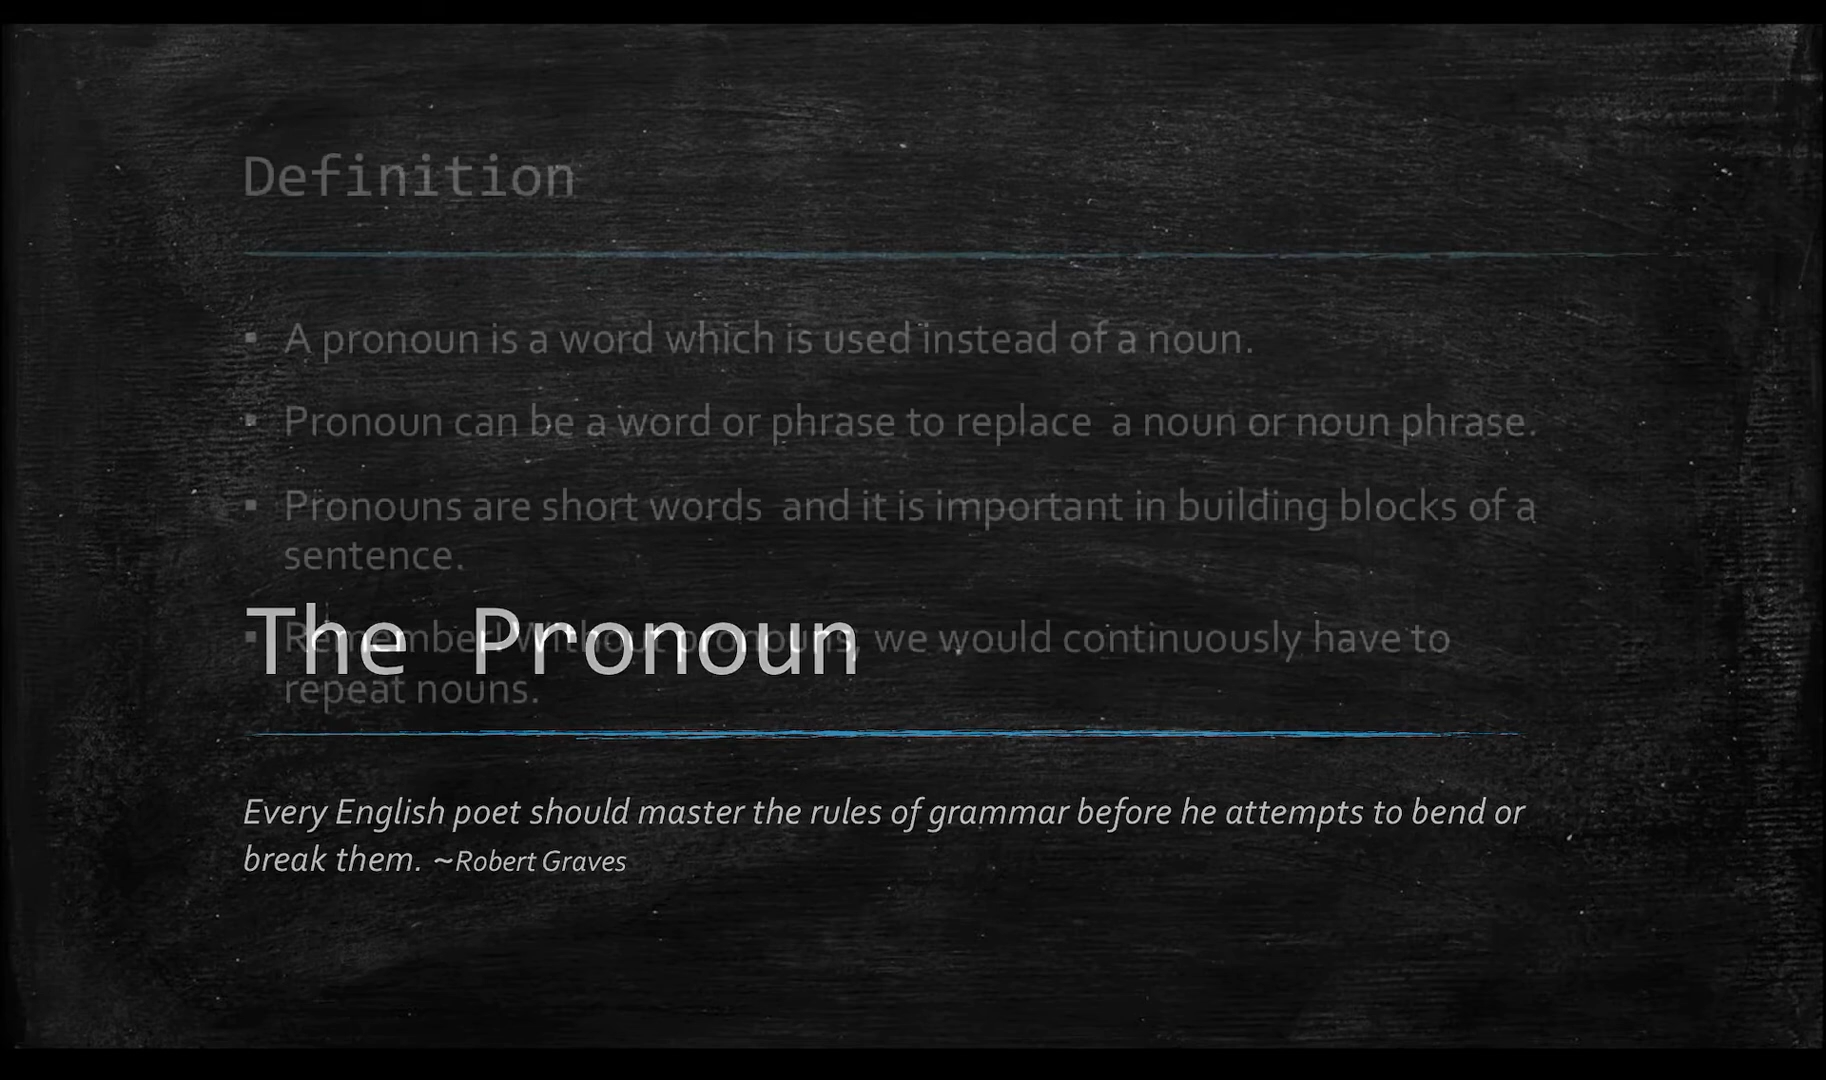 Definition
▪ A pronoun is a word which is used instead of a noun.
▪ Pronoun can be a word or phrase to replace  a noun or noun phrase.
▪ Pronouns are short words  and it is important in building blocks of a
sentence.
The Pronoun
▪ Remember Without pronouns, we would continuously have to
repeat nouns.
Every English poet should master the rules of grammar before he attempts to bend or
break them. ~Robert Graves